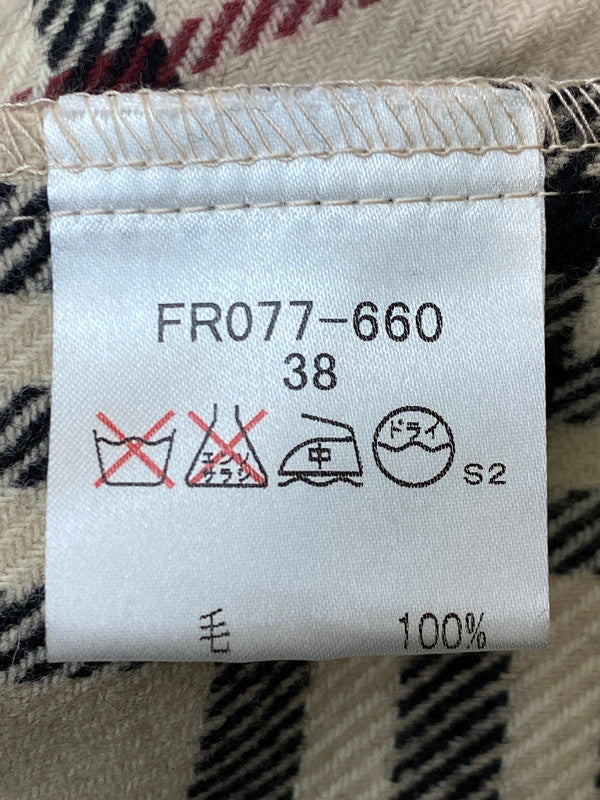 FR077-660
38
エンソ
サラシ
中
ドライ
S2
毛 100%